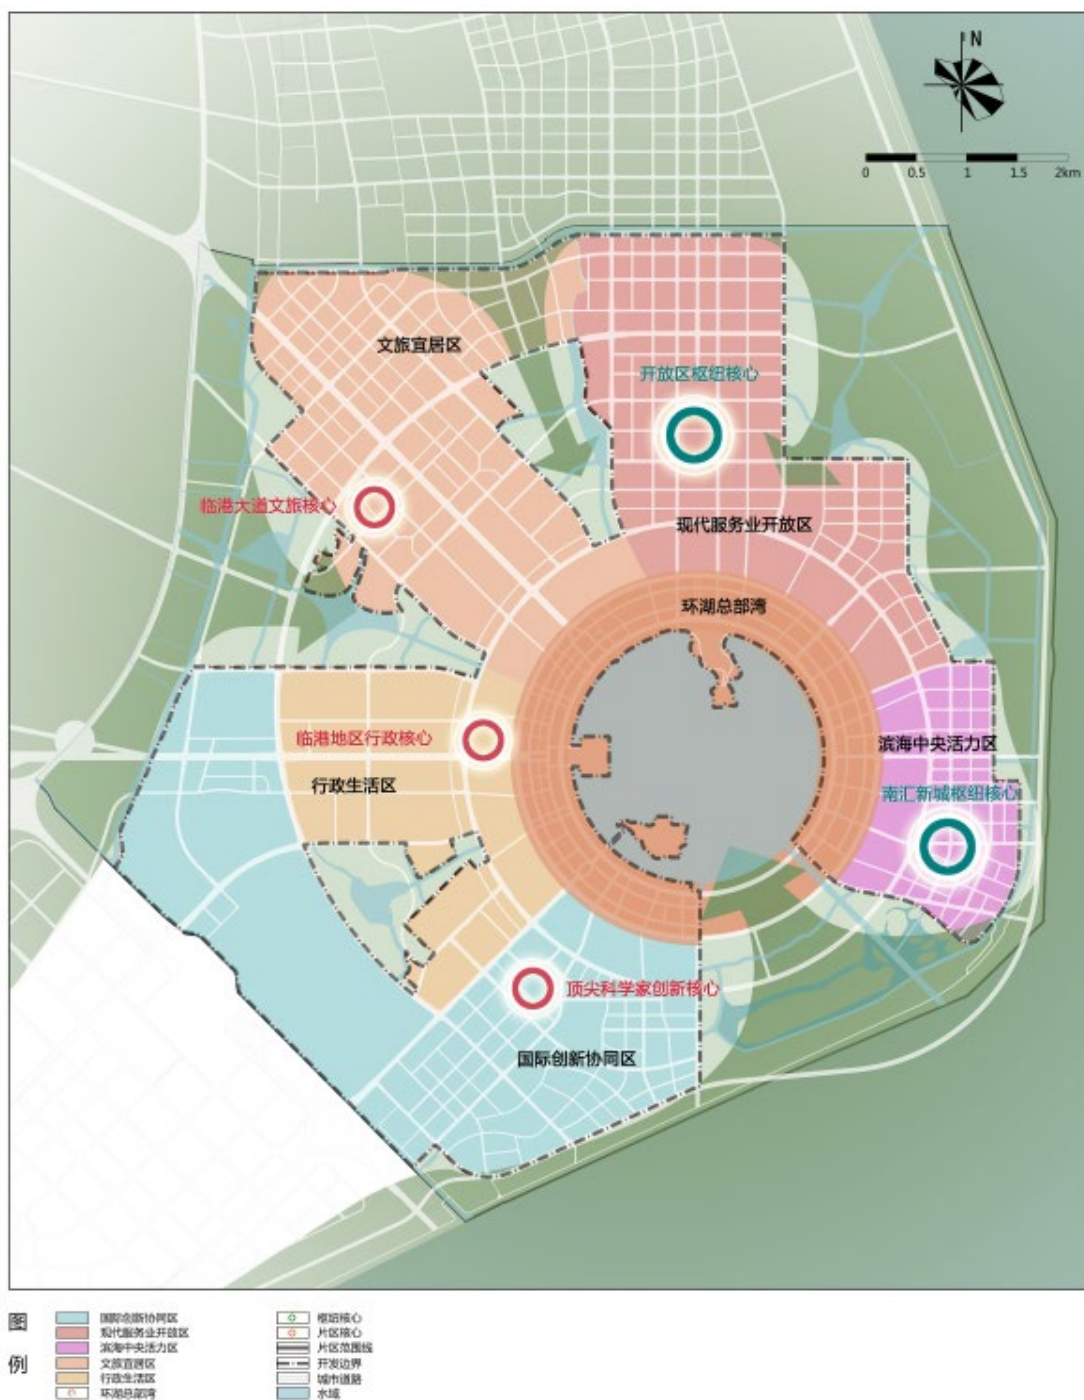 N
0 0.5 1 1.5 2km
文旅宜居区
开放区枢纽核心
临港大道文旅核心
现代服务业开放区
环湖总部湾
临港地区行政核心
滨海中央活力区
行政生活区
南汇新城枢纽核心
顶尖科学家创新核心
国际创新协同区
图例
国际创新协同区
现代服务业开放区
滨海中央活力区
文旅宜居区
行政生活区
环湖总部湾
枢纽核心
片区核心
片区范围线
开发边界
城市道路
水域